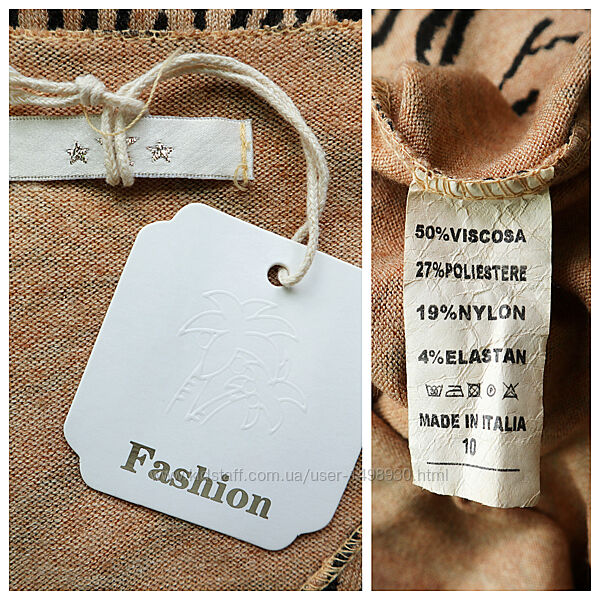 Fashion
50%VISCOSA
27%POLIESTERE
19%NYLON
4%ELASTAN
MADE IN ITALIA
10